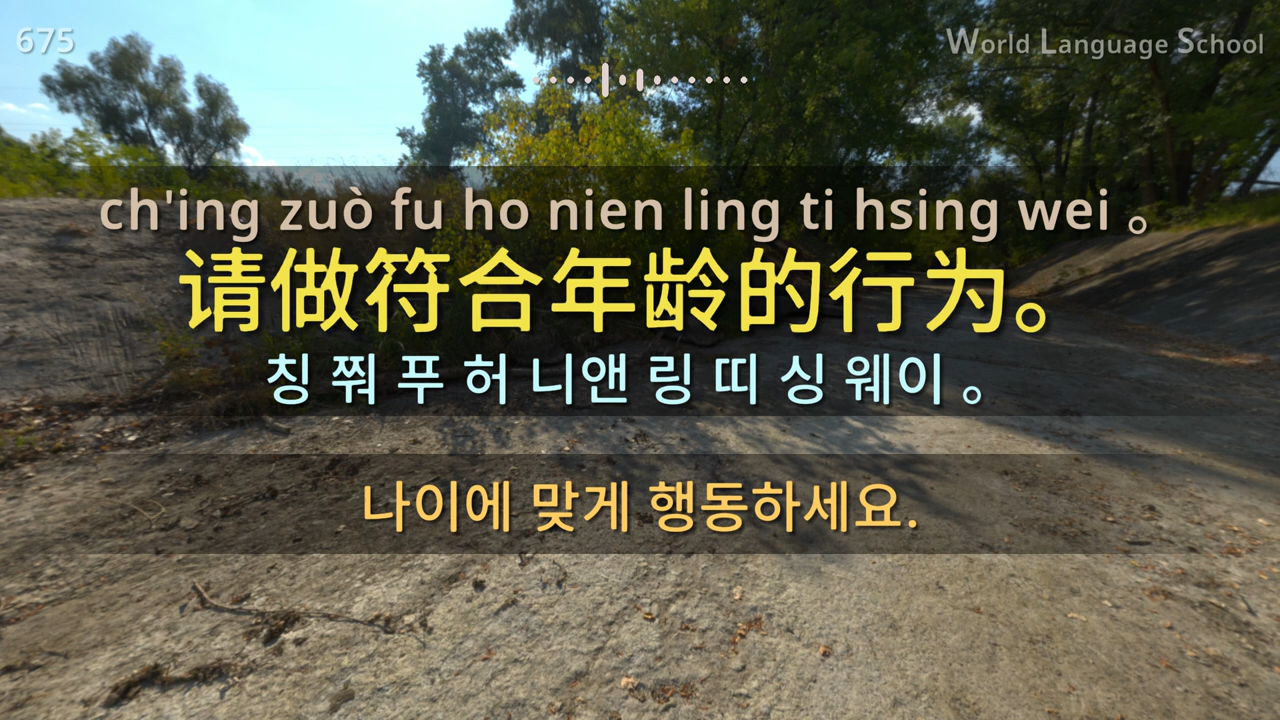 675
World Language School
ch'ing zuò fu ho nien ling ti hsing wei 。
请做符合年龄的行为。
칭 쭤 푸 허 니앤 링 띠 싱 웨이 。
나이에 맞게 행동하세요.